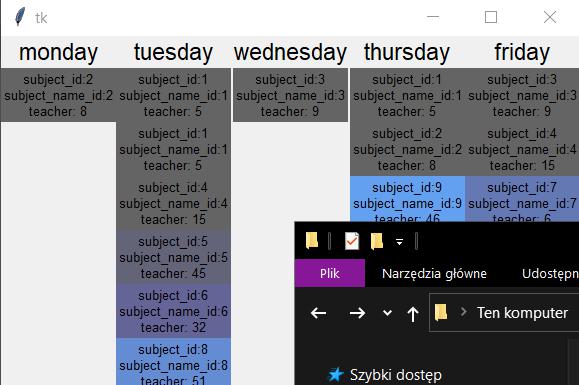 tk
monday tuesday wednesday thursday friday
subject_id:2
subject_name_id:2
teacher: 8
subject_id:1
subject_name_id:1
teacher: 5
subject_id:1
subject_name_id:1
teacher: 5
subject_id:4
subject_name_id:4
teacher: 15
subject_id:5
subject_name_id:5
teacher: 45
subject_id:6
subject_name_id:6
teacher: 32
subject_id:8
subject_name_id:8
teacher: 51
subject_id:3
subject_name_id:3
teacher: 9
subject_id:1
subject_name_id:1
teacher: 5
subject_id:2
subject_name_id:2
teacher: 8
subject_id:9
subject_name_id:9
teacher: 46
subject_id:3
subject_name_id:3
teacher: 9
subject_id:4
subject_name_id:4
teacher: 15
subject_id:7
subject_name_id:7
teacher: 6
Plik Narzędzia główne Udostępn
Ten komputer
Szybki dostęp